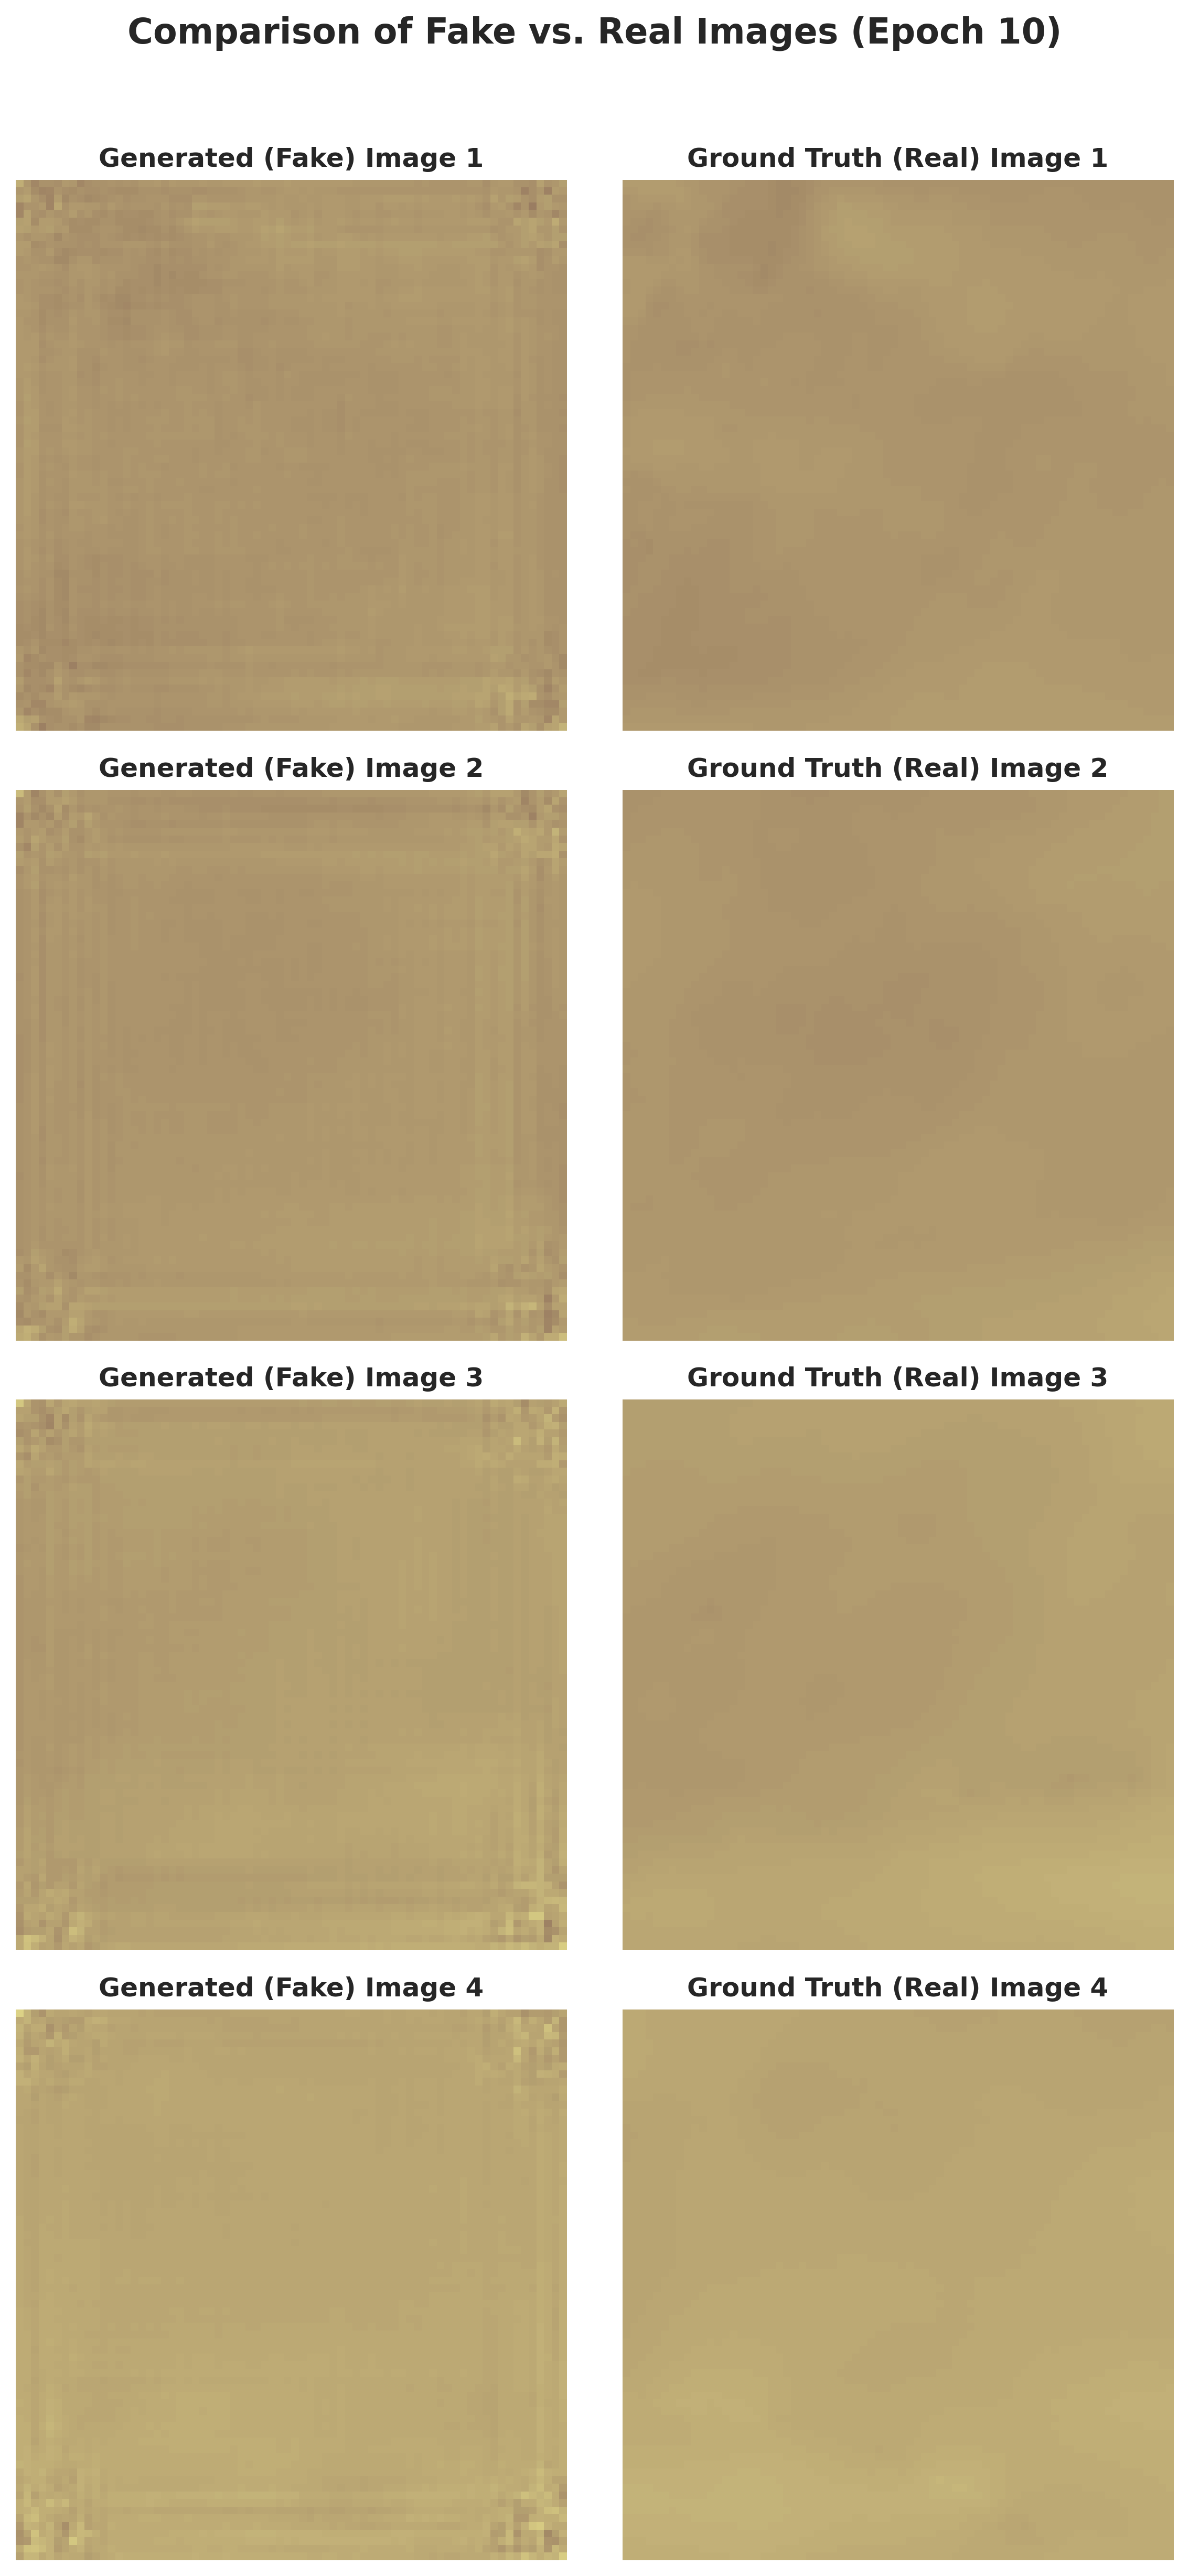 Comparison of Fake vs. Real Images (Epoch 10)
Generated (Fake) Image 1
Ground Truth (Real) Image 1
Generated (Fake) Image 2
Ground Truth (Real) Image 2
Generated (Fake) Image 3
Ground Truth (Real) Image 3
Generated (Fake) Image 4
Ground Truth (Real) Image 4